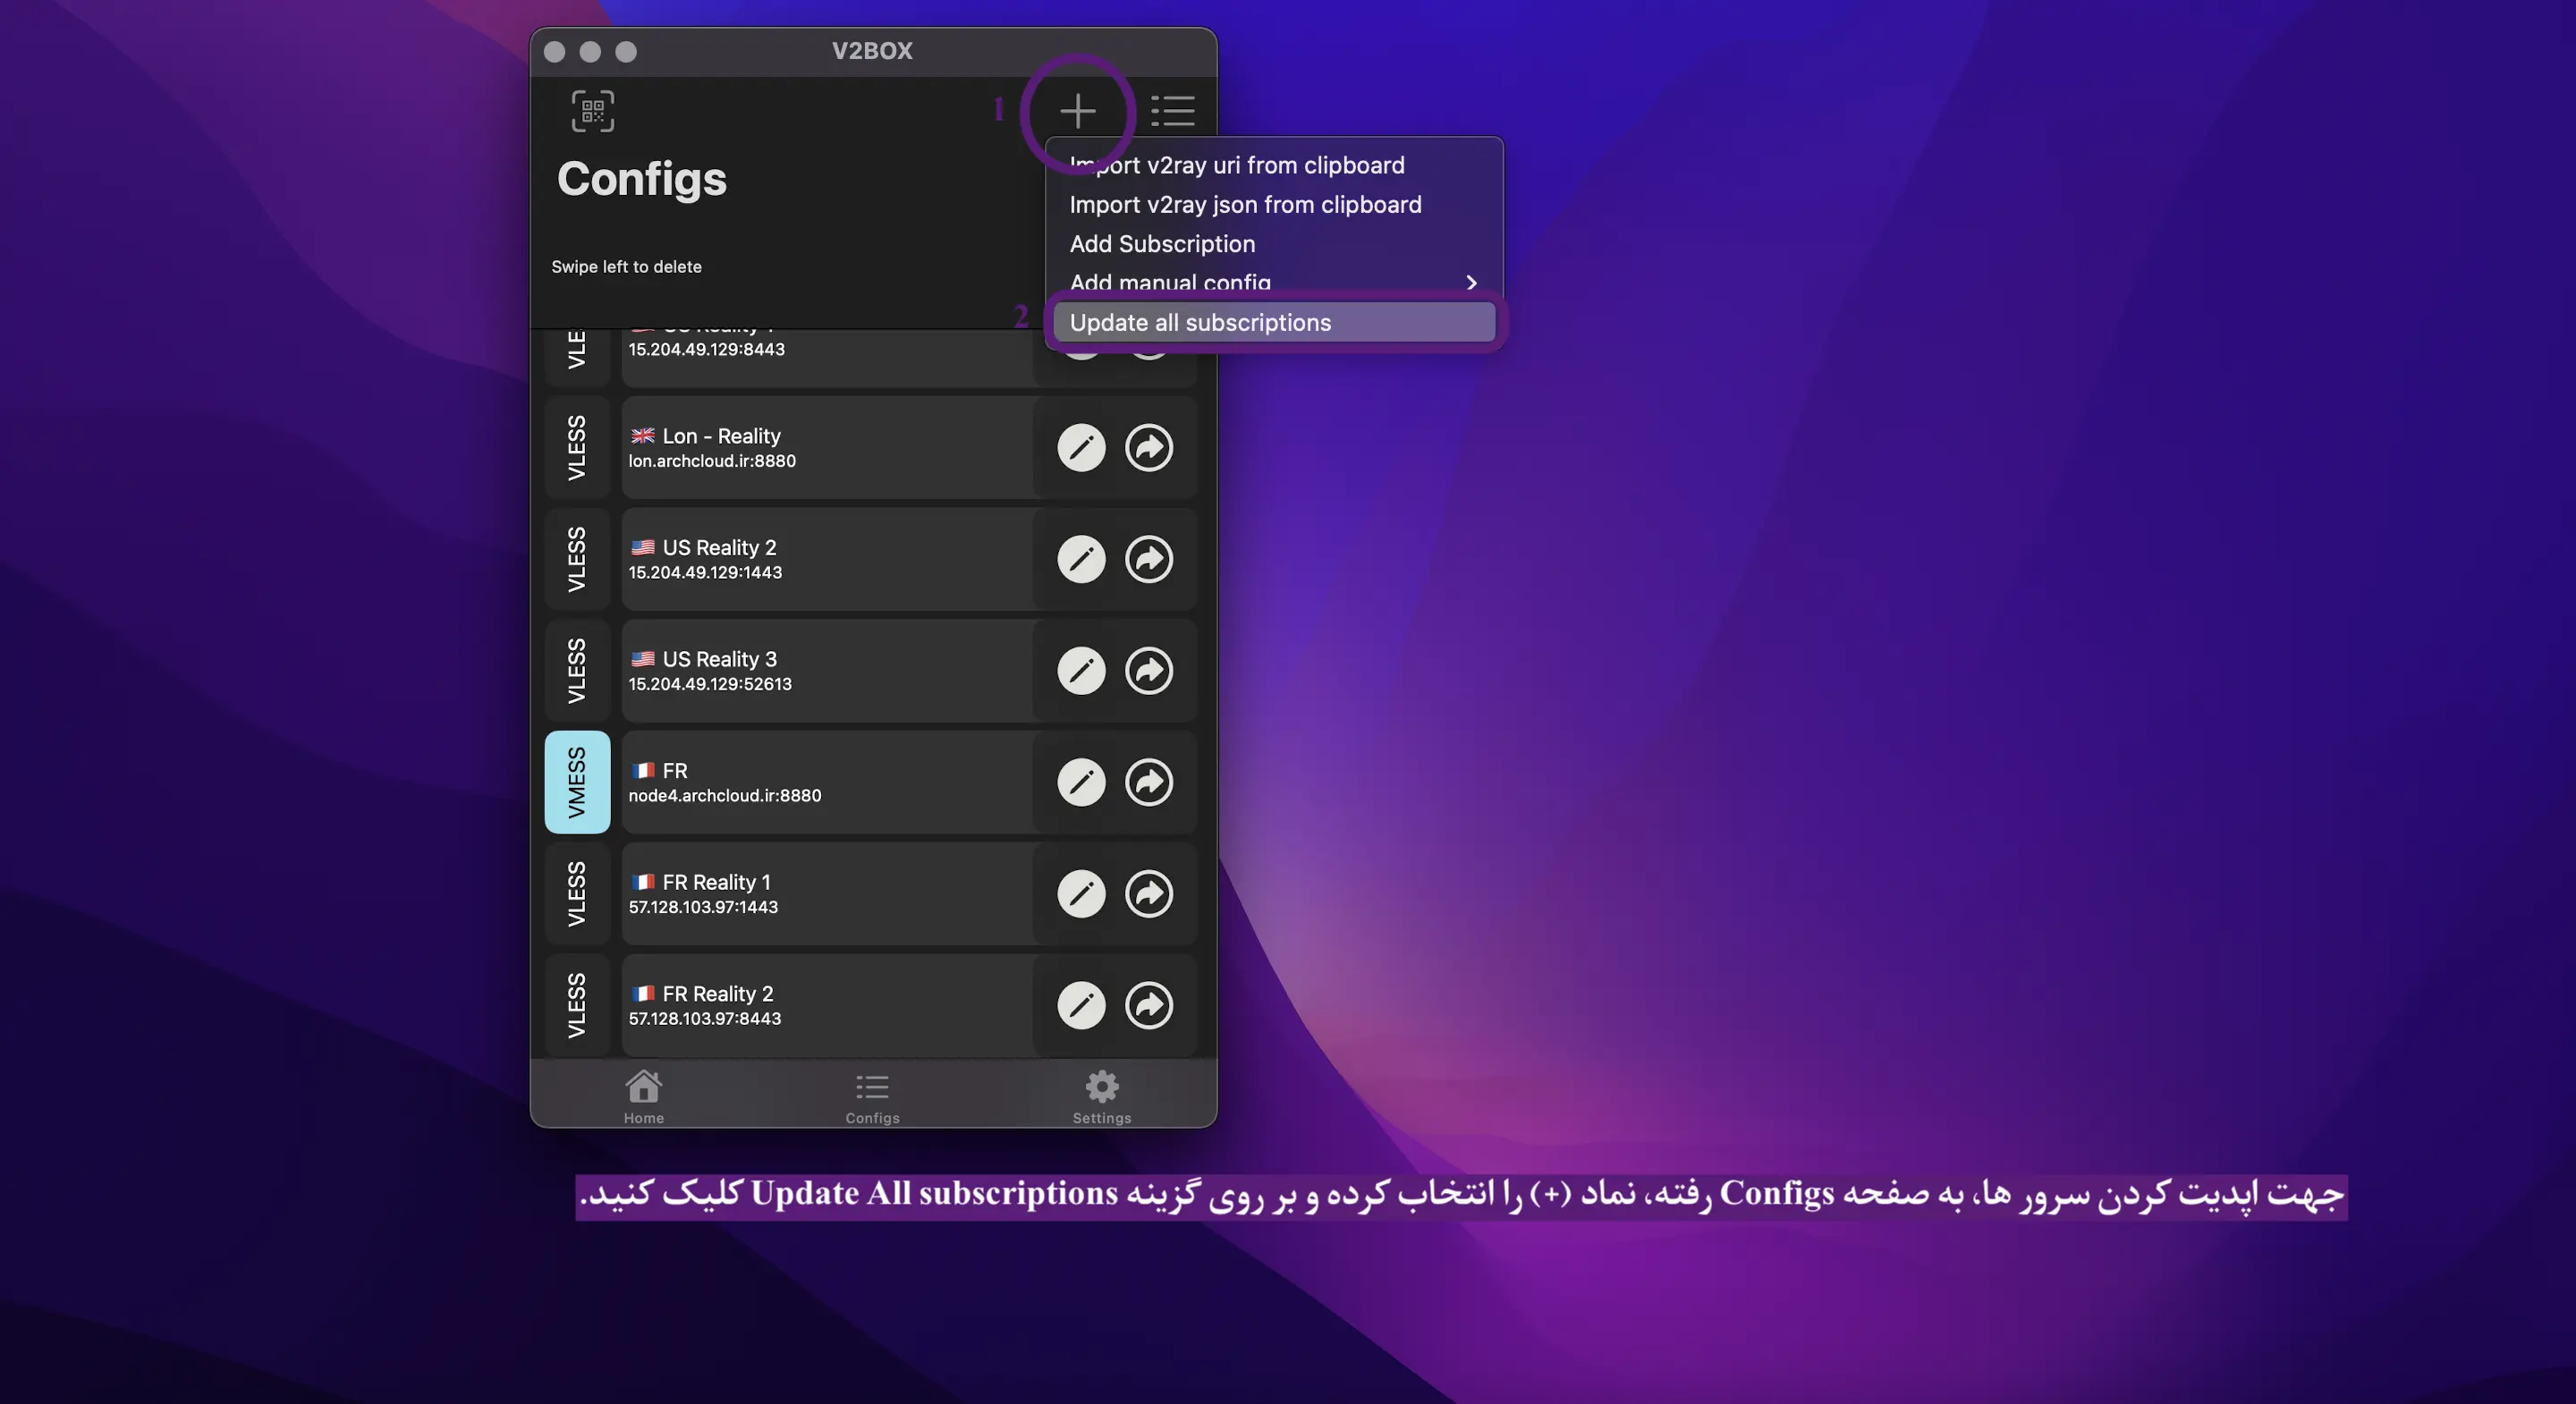 V2BOX
1
Configs
Import v2ray uri from clipboard
Import v2ray json from clipboard
Add Subscription
Add manual config
2
Update all subscriptions
Swipe left to delete
VLESS
15.204.49.129:8443
VLESS
Lon - Reality
lon.archcloud.ir:8880
VLESS
US Reality 2
15.204.49.129:1443
VLESS
US Reality 3
15.204.49.129:52613
VMESS
FR
node4.archcloud.ir:8880
VLESS
FR Reality 1
57.128.103.97:1443
VLESS
FR Reality 2
57.128.103.97:8443
Home
Configs
Settings
جهت اپدیت کردن سرور ها، به صفحه Configs رفته، نماد (+) را انتخاب کرده و بر روی گزینه Update All subscriptions کلیک کنید.